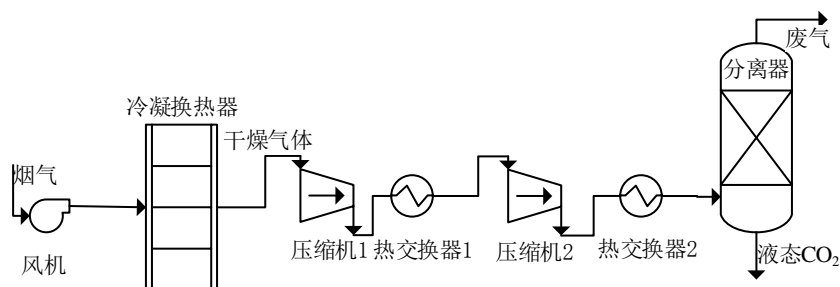 废气
分离器
冷凝换热器
干燥气体
烟气
风机
压缩机1
热交换器1
压缩机2
热交换器2
液态CO₂